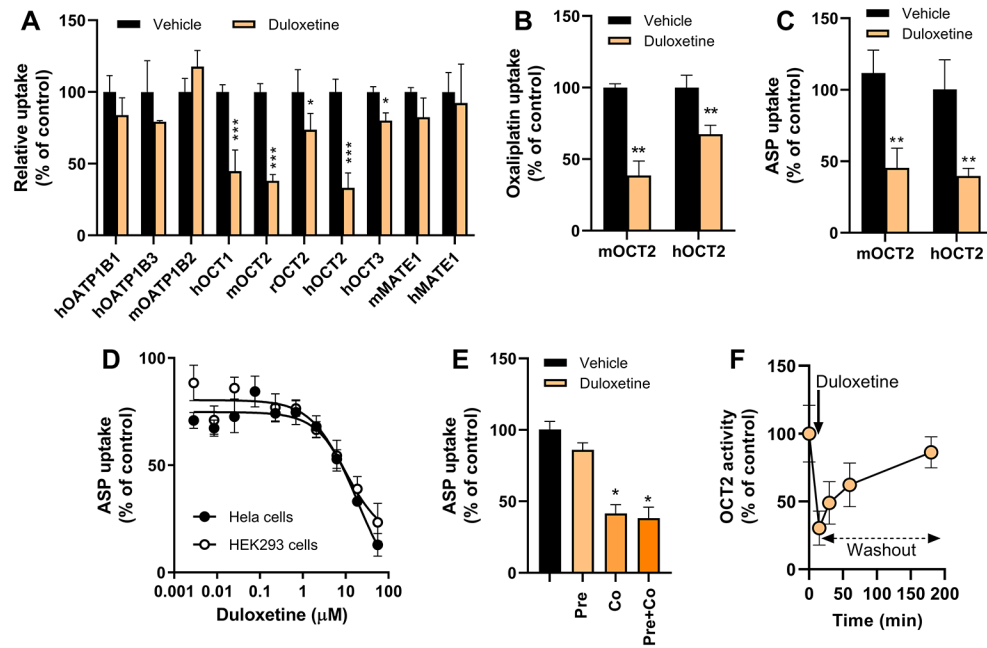 A
Vehicle
Duloxetine
Relative uptake
(% of control)
150
100
50
0
***
***
*
***
*
hOATP1B1
hOATP1B3
mOATP1B2
hOCT1
mOCT2
rOCT2
hOCT2
hOCT3
mMATE1
hMATE1
B
Vehicle
Duloxetine
Oxaliplatin uptake
(% of control)
150
100
50
0
**
**
mOCT2
hOCT2
C
Vehicle
Duloxetine
ASP uptake
(% of control)
150
100
50
0
**
**
mOCT2
hOCT2
D
ASP uptake
(% of control)
100
50
0
Hela cells
HEK293 cells
0.001 0.01 0.1 1 10 100
Duloxetine (μM)
E
Vehicle
Duloxetine
ASP uptake
(% of control)
150
100
50
0
*
*
Pre
Co
Pre+Co
F
OCT2 activity
(% of control)
150
100
50
0
Duloxetine
Washout
0 50 100 150 200
Time (min)